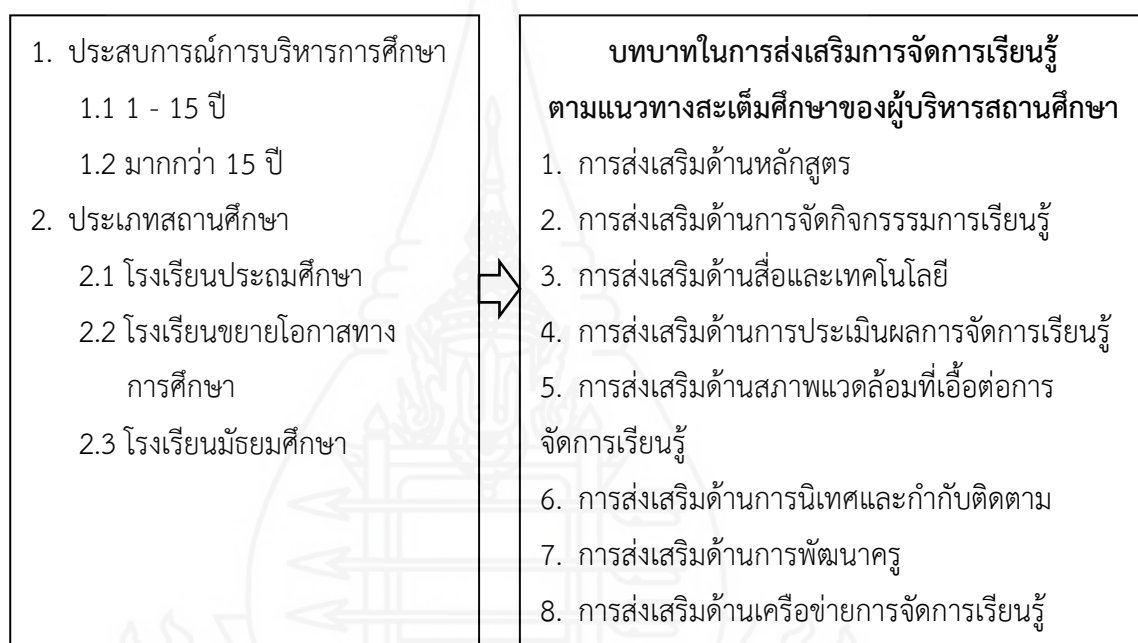 1. ประสบการณ์การบริหารการศึกษา
1.1 1 - 15 ปี
1.2 มากกว่า 15 ปี
2. ประเภทสถานศึกษา
2.1 โรงเรียนประถมศึกษา
2.2 โรงเรียนขยายโอกาสทาง
การศึกษา
2.3 โรงเรียนมัธยมศึกษา
บทบาทในการส่งเสริมการจัดการเรียนรู้
ตามแนวทางสะเต็มศึกษาของผู้บริหารสถานศึกษา
1. การส่งเสริมด้านหลักสูตร
2. การส่งเสริมด้านการจัดกิจกรรรมการเรียนรู้
3. การส่งเสริมด้านสื่อและเทคโนโลยี
4. การส่งเสริมด้านการประเมินผลการจัดการเรียนรู้
5. การส่งเสริมด้านสภาพแวดล้อมที่เอื้อต่อการ
จัดการเรียนรู้
6. การส่งเสริมด้านการนิเทศและกำกับติดตาม
7. การส่งเสริมด้านการพัฒนาครู
8. การส่งเสริมด้านเครือข่ายการจัดการเรียนรู้